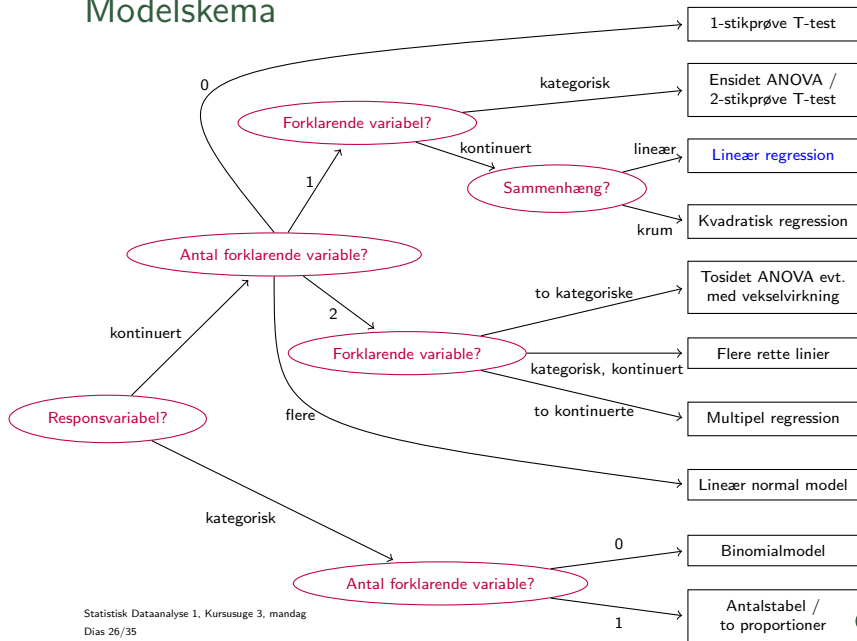 Modelskema
1-stikprøve T-test
0
kategorisk
Ensidet ANOVA /
2-stikprøve T-test
Forklarende variabel?
kontinuert
lineær
Lineær regression
1
Sammenhæng?
krum
Kvadratisk regression
Antal forklarende variable?
to kategoriske
Tosidet ANOVA evt.
med vekselvirkning
2
kontinuert
Forklarende variable?
kategorisk, kontinuert
Flere rette linier
to kontinuerte
Multipel regression
Responsvariabel?
flere
Lineær normal model
kategorisk
0
Binomialmodel
Antal forklarende variable?
1
Antalstabel /
to proportioner
Statistisk Dataanalyse 1, Kursusuge 3, mandag
Dias 26/35